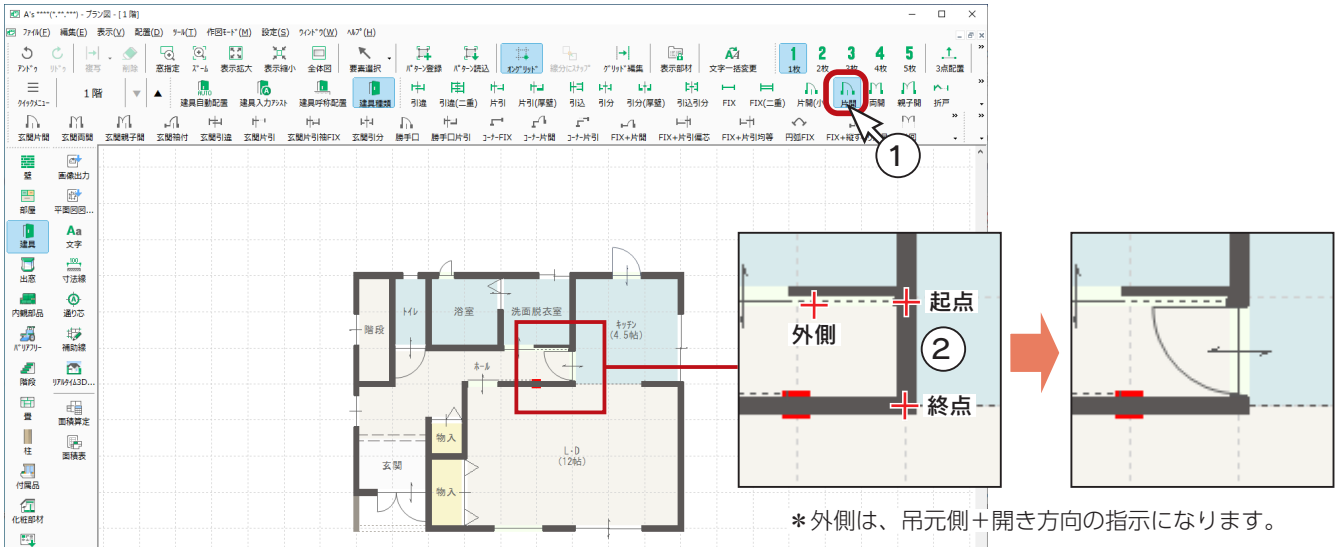 A's ****(*.**.***) - プラン図 - [1 階]
ファイル(F) 編集(E) 表示(V) 配置(D) ツール(T) 作図モード(M) 設定(S) ウィンドウ(W) ヘルプ(H)
アンドゥ リドゥ 複写 削除 窓指定 ズーム 表示拡大 表示縮小 全体図 要素選択 パターン登録 パターン読込 オングリッド 線分にステップ グリッド編集 表示部材 文字一括変更 1 1枚 2 2枚 3 3枚 4 4枚 5 5枚 3点配置
クイックメニュー 1 階 建具自動配置 建具入力アシスト 建具呼称配置 建具種類 引違 引違(二重) 片引 片引(厚壁) 引込 引分 引分(厚壁) 引込引分 FIX FIX(二重) 片開(小 片開 両開 親子開 折戸
玄関片開 玄関両開 玄関親子開 玄関袖付 玄関引違 玄関片引 玄関片引袖FIX 玄関引分 勝手口 勝手口片引 コーナーFIX コーナー片開 コーナー片引 FIX+片開 FIX+片引偏芯 FIX+片引均等 円弧FIX
①
壁 画像出力
部屋 平面図図...
建具 Aa 文字
出窓 寸法線
内観部品 通り芯
バリアフリー 補助線
階段 リアルタイム3D...
畳 面積算定
柱 面積表
付属品
化粧部材
階段
トイレ
浴室
洗面脱衣室
キッチン
(4.5帖)
ホール
物入
L・D
(12帖)
玄関
物入
起点
外側
②
終点
＊外側は、吊元側＋開き方向の指示になります。